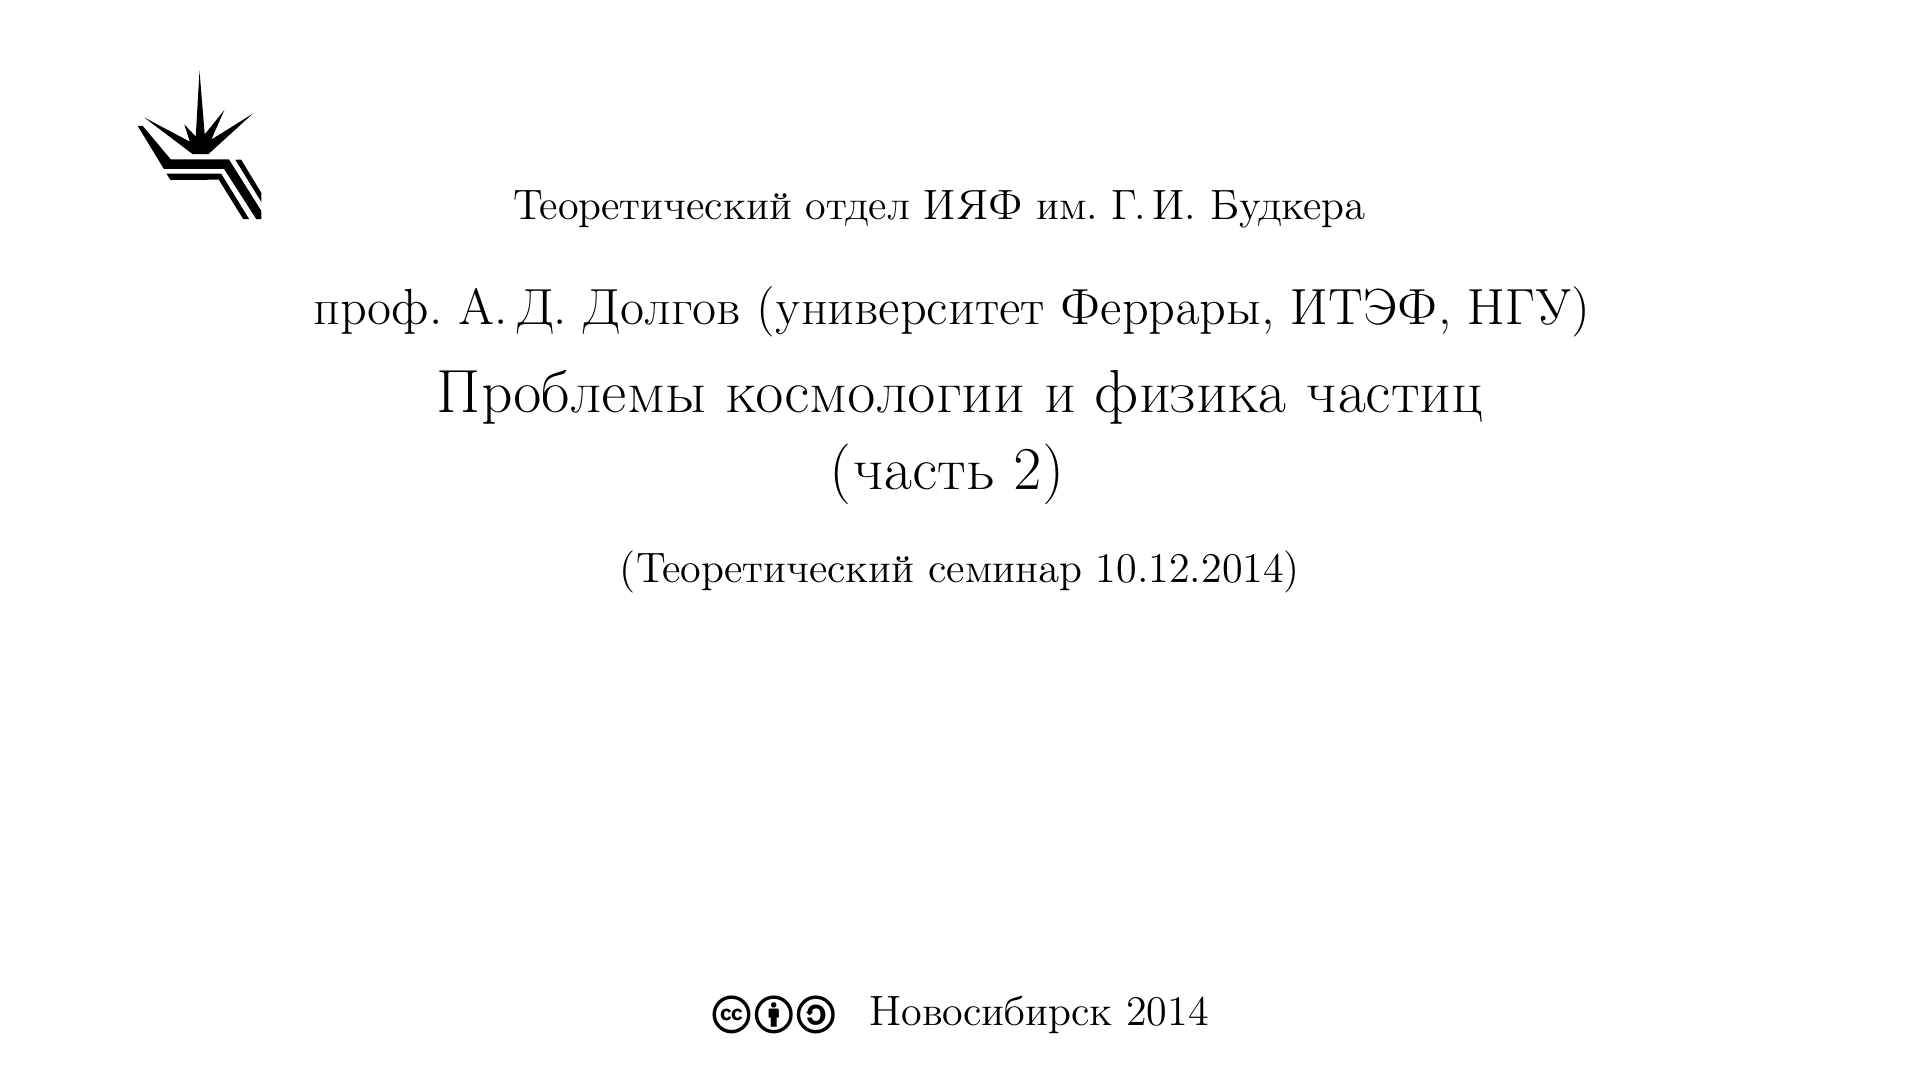 Теоретический отдел ИЯФ им. Г. И. Будкера
проф. А. Д. Долгов (университет Феррары, ИТЭФ, НГУ)
Проблемы космологии и физика частиц
(часть 2)
(Теоретический семинар 10.12.2014)
cc Новосибирск 2014